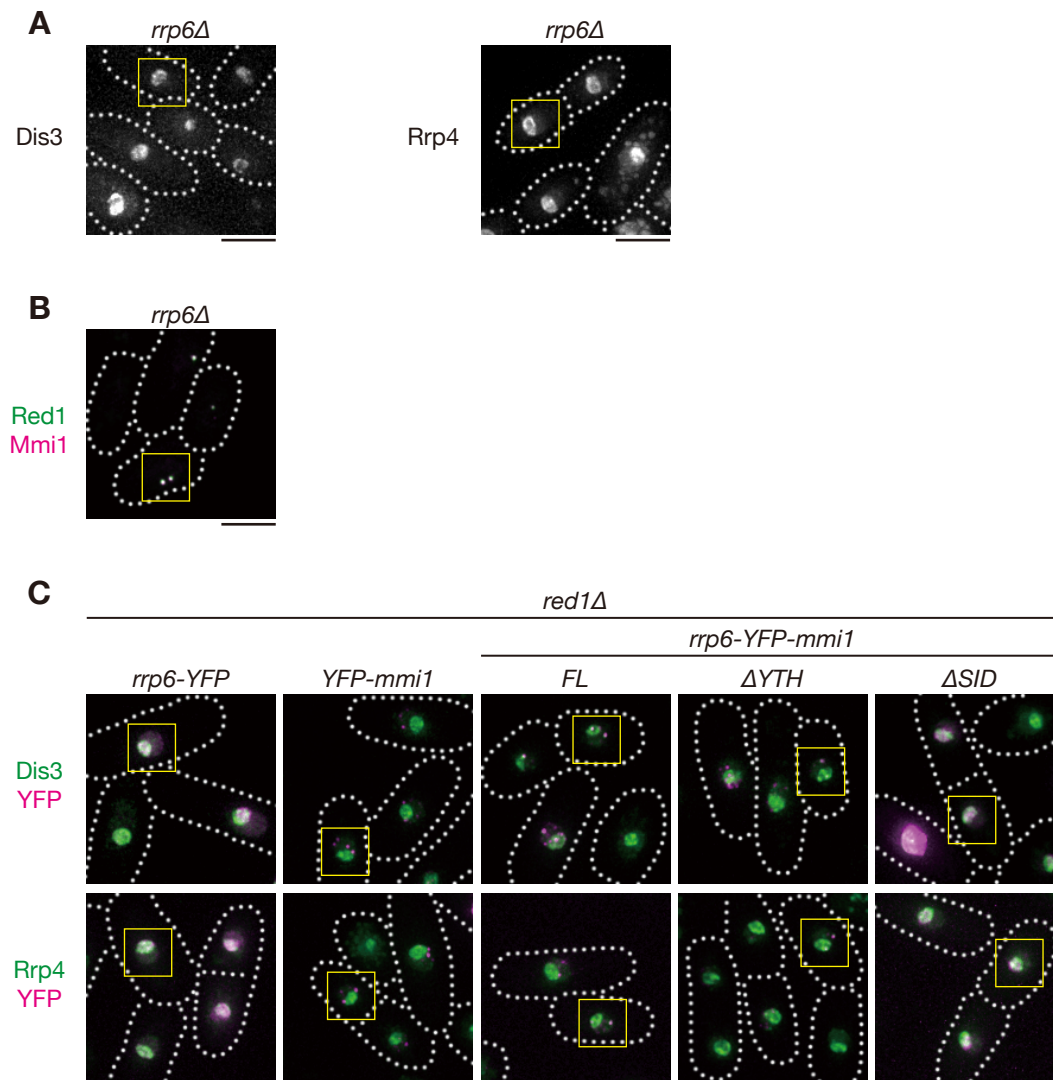 A
rrp6Δ
rrp6Δ
Dis3
Rrp4
B
rrp6Δ
Red1
Mmi1
C
red1Δ
rrp6-YFP-mmi1
rrp6-YFP
YFP-mmi1
FL
ΔYTH
ΔSID
Dis3
YFP
Rrp4
YFP